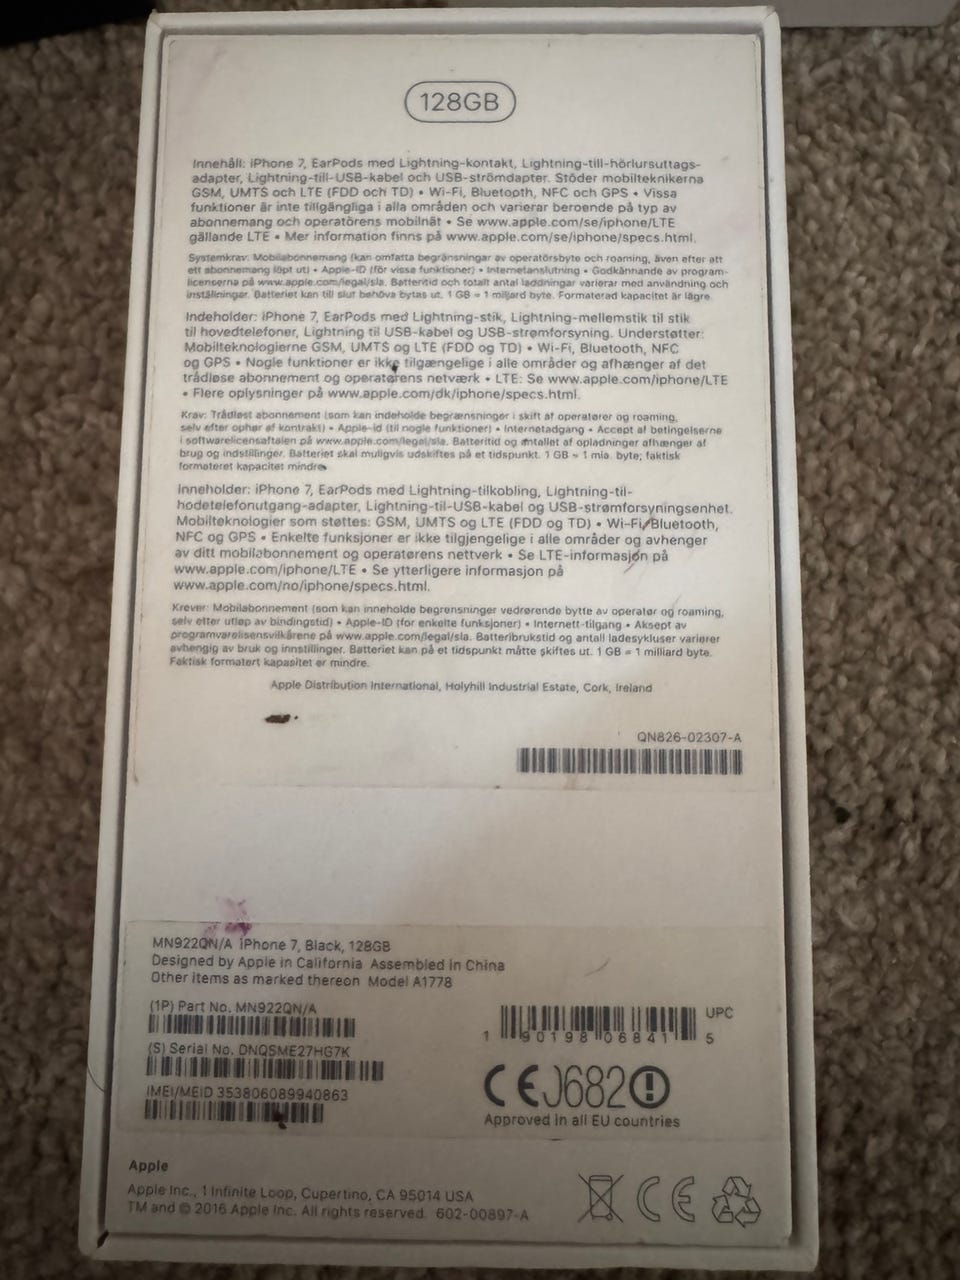 128GB
Innehåll: iPhone 7, EarPods med Lightning-kontakt, Lightning-till-hörlursuttags-
adapter, Lightning-till-USB-kabel och USB-strömdapter. Stöder mobilteknikerna
GSM, UMTS och LTE (FDD och TD) • Wi-Fi, Bluetooth, NFC och GPS • Vissa
funktioner är inte tillgängliga i alla områden och varierar beroende på typ av
abonnemang och operatörens mobilnät • Se www.apple.com/se/iphone/LTE
gällande LTE • Mer information finns på www.apple.com/se/iphone/specs.html.
Systemkrav: Mobilabonnemang (kan omfatta begränsningar av operatörsbyte och roaming, även efter att
ett abonnemang löpt ut) • Apple-ID (för vissa funktioner) • Internetanslutning • Godkännande av program-
licenserna på www.apple.com/legal/sla. Batteritid och totalt antal laddningar varierar med användning och
inställningar. Batteriet kan till slut behöva bytas ut. 1 GB = 1 miljard byte. Formaterad kapacitet är lägre.
Indeholder: iPhone 7, EarPods med Lightning-stik, Lightning-mellemstik til stik
til hovedtelefoner, Lightning til USB-kabel og USB-strømforsyning. Understøtter:
Mobilteknologierne GSM, UMTS og LTE (FDD og TD) • Wi-Fi, Bluetooth, NFC
og GPS • Nogle funktioner er ikke tilgængelige i alle områder og afhænger af det
trådløse abonnement og operatørens netværk • LTE: Se www.apple.com/iphone/LTE
• Flere oplysninger på www.apple.com/dk/iphone/specs.html.
Krav: Trådløst abonnement (som kan indeholde begrænsninger i skift af operatører og roaming,
selv efter ophør af kontrakt) • Apple-id (til nogle funktioner) • Internetadgang • Accept af betingelserne
i softwarelicensaftalen på www.apple.com/legal/sla. Batteritid og antallet af opladninger afhænger af
brug og indstillinger. Batteriet skal muligvis udskiftes på et tidspunkt. 1 GB = 1 mia. byte; faktisk
formateret kapacitet mindre.
Inneholder: iPhone 7, EarPods med Lightning-tilkobling, Lightning-til-
hodetelefonutgang-adapter, Lightning-til-USB-kabel og USB-strømforsyningsenhet.
Mobilteknologier som støttes: GSM, UMTS og LTE (FDD og TD) • Wi-Fi, Bluetooth,
NFC og GPS • Enkelte funksjoner er ikke tilgjengelige i alle områder og avhenger
av ditt mobilabonnement og operatørens nettverk • Se LTE-informasjon på
www.apple.com/iphone/LTE • Se ytterligere informasjon på
www.apple.com/no/iphone/specs.html.
Krever: Mobilabonnement (som kan inneholde begrensninger vedrørende bytte av operatør og roaming,
selv etter utløp av bindingstid) • Apple-ID (for enkelte funksjoner) • Internett-tilgang • Aksept av
programvarelisensvilkårene på www.apple.com/legal/sla. Batteribrukstid og antall ladesykluser varierer
avhengig av bruk og innstillinger. Batteriet kan på et tidspunkt måtte skiftes ut. 1 GB = 1 milliard byte.
Faktisk formatert kapasitet er mindre.
Apple Distribution International, Holyhill Industrial Estate, Cork, Ireland
QN826-02307-A
MN922QN/A iPhone 7, Black, 128GB
Designed by Apple in California Assembled in China
Other items as marked thereon Model A1778
(1P) Part No. MN922QN/A
(S) Serial No. DNQSME27HG7K
IMEI/MEID 353806089940863
UPC
1 90198 06841 5
CE 0682
Approved in all EU countries
Apple
Apple Inc., 1 Infinite Loop, Cupertino, CA 95014 USA
TM and © 2016 Apple Inc. All rights reserved. 602-00897-A
CE